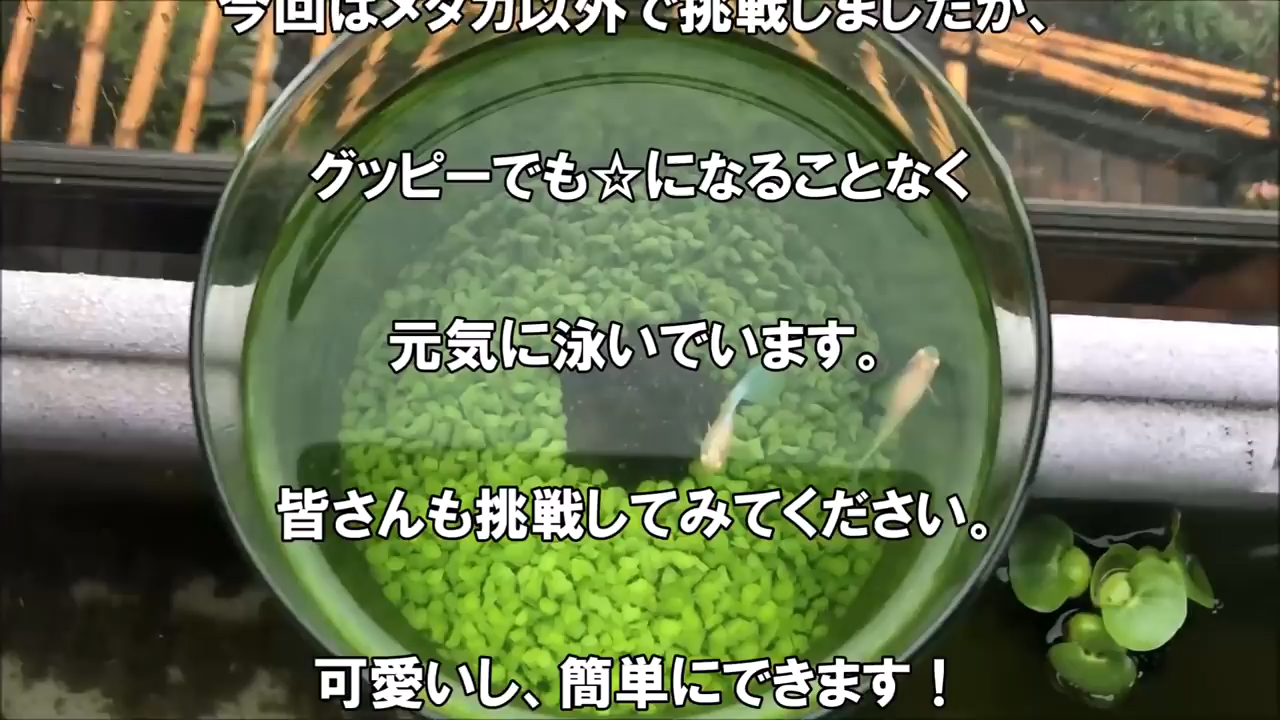 今回はメダカ以外で挑戦しましたが、
グッピーでも☆になることなく
元気に泳いでいます。
皆さんも挑戦してみてください。
可愛いし、簡単にできます！